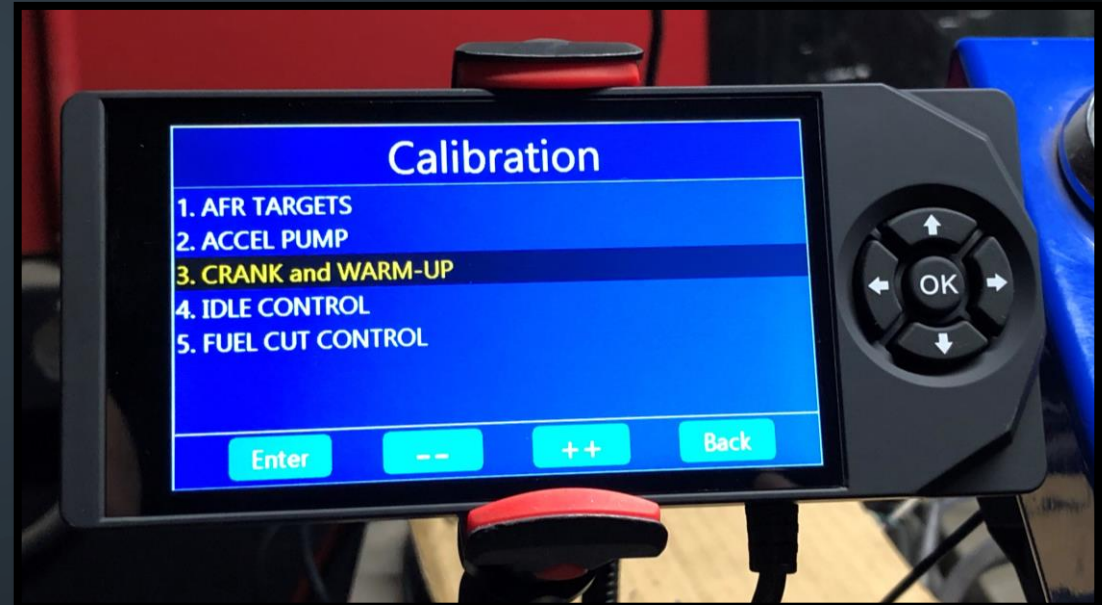 Calibration
1. AFR TARGETS
2. ACCEL PUMP
3. CRANK and WARM-UP
4. IDLE CONTROL
5. FUEL CUT CONTROL
Enter -- ++ Back
OK